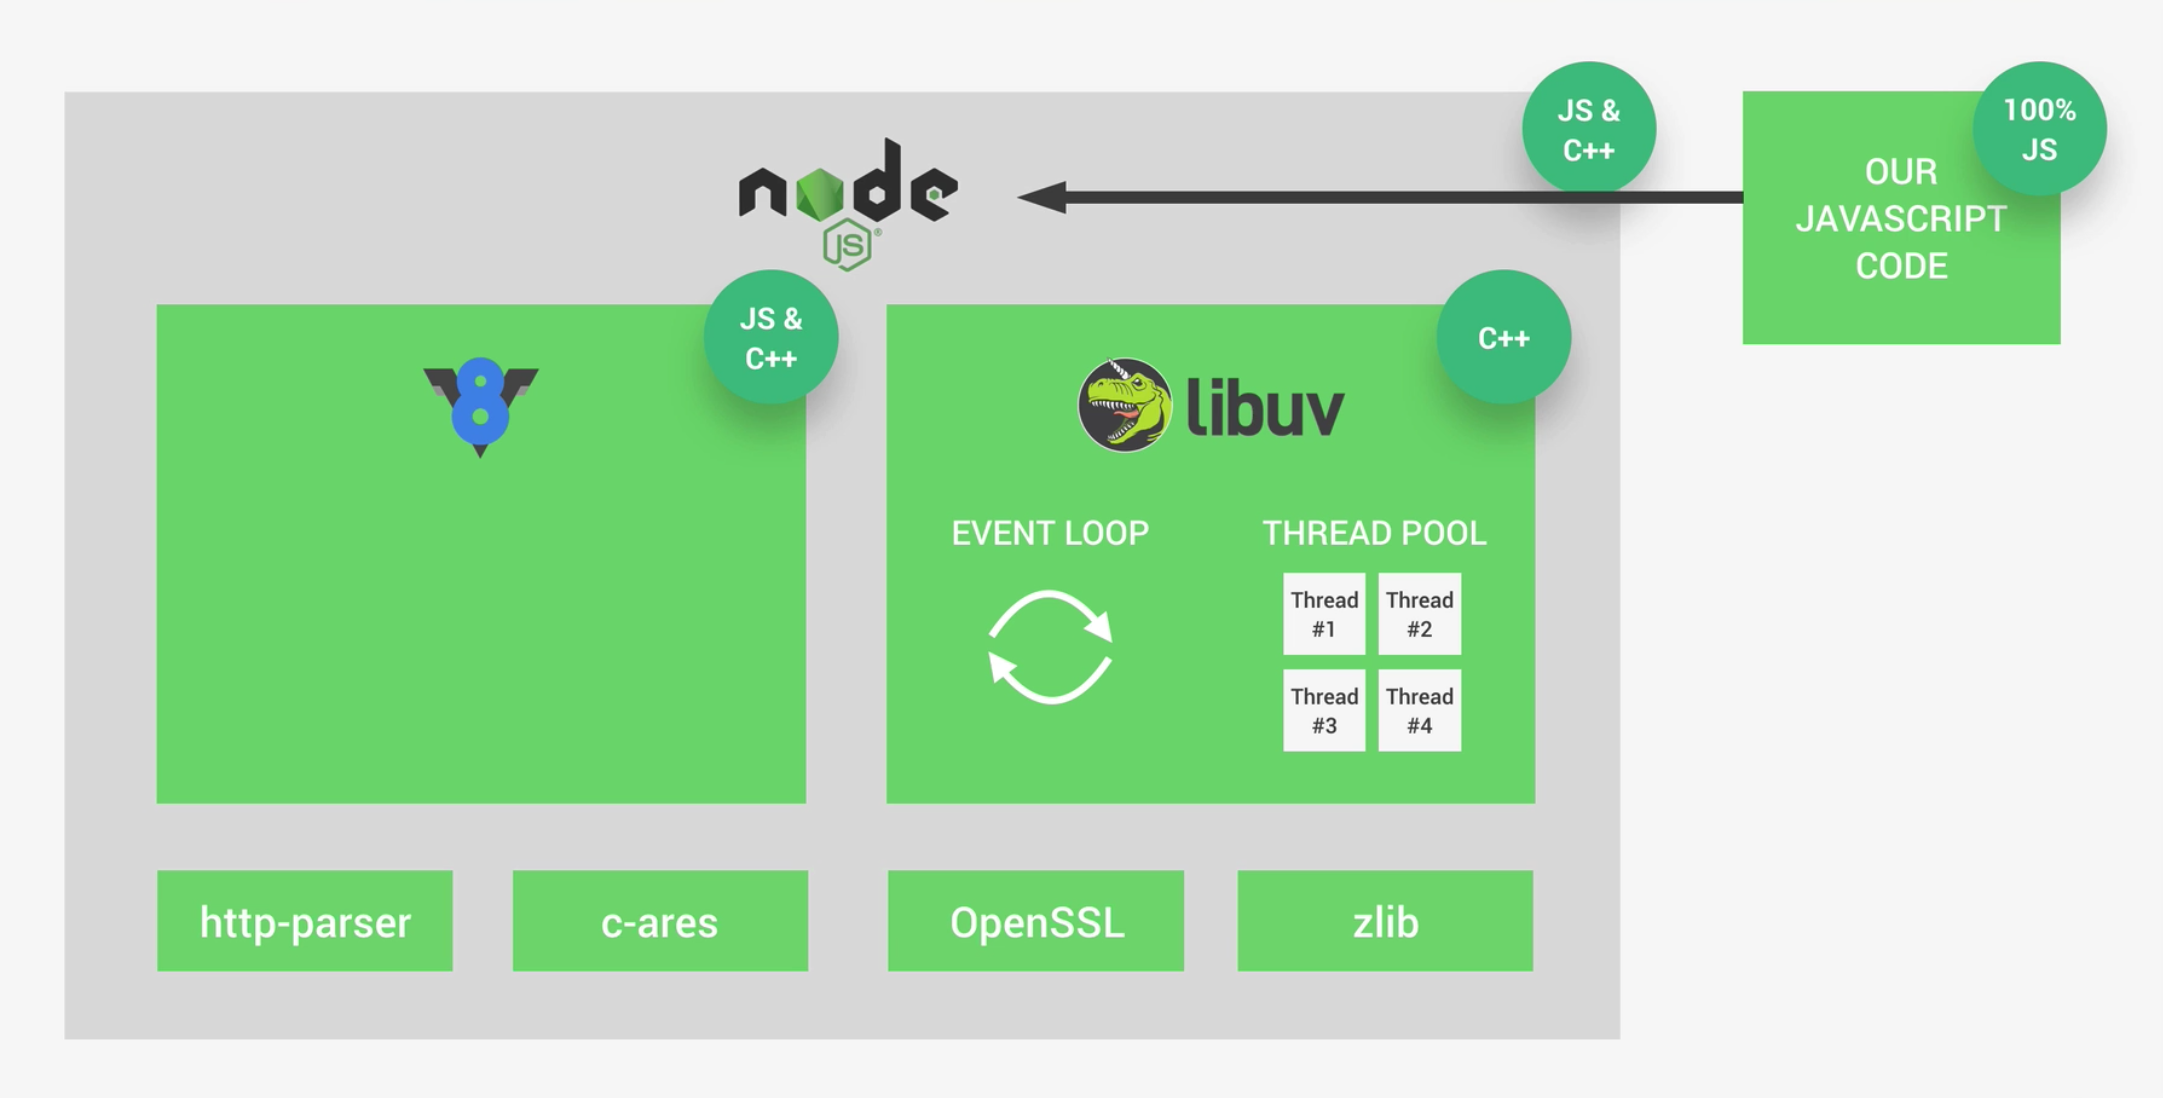 node
JS®
JS &
C++
100%
JS
OUR
JAVASCRIPT
CODE
V8
JS &
C++
libuv
C++
EVENT LOOP
THREAD POOL
Thread
#1
Thread
#2
Thread
#3
Thread
#4
http-parser
c-ares
OpenSSL
zlib